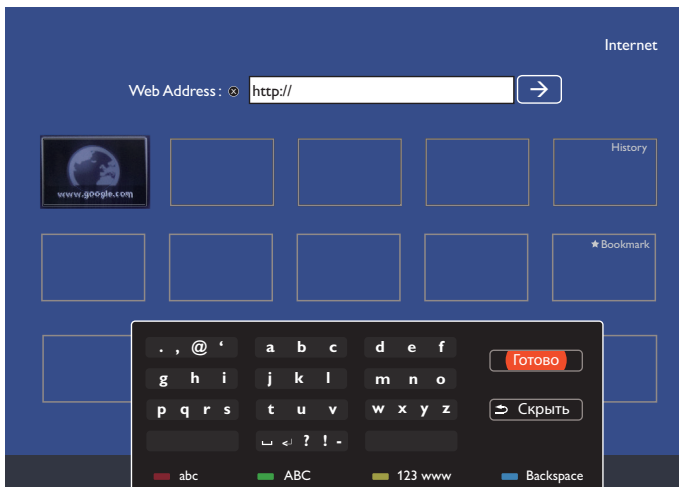 Internet
Web Address : ⊗ http:// →
www.google.com
History
★Bookmark
. , @ ‘ a b c d e f
Готово
g h i j k l m n o
p q r s t u v w x y z
Скрыть
␣ ↵ ? ! -
abc ABC 123 www Backspace